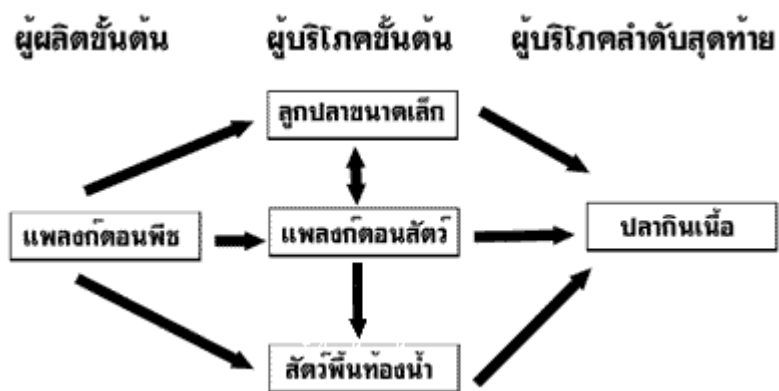 ผู้ผลิตขั้นต้น ผู้บริโภคขั้นต้น ผู้บริโภคลำดับสุดท้าย
ลูกปลาขนาดเล็ก
แพลงก์ตอนพืช แพลงก์ตอนสัตว์ ปลากินเนื้อ
สัตว์พื้นท้องน้ำ